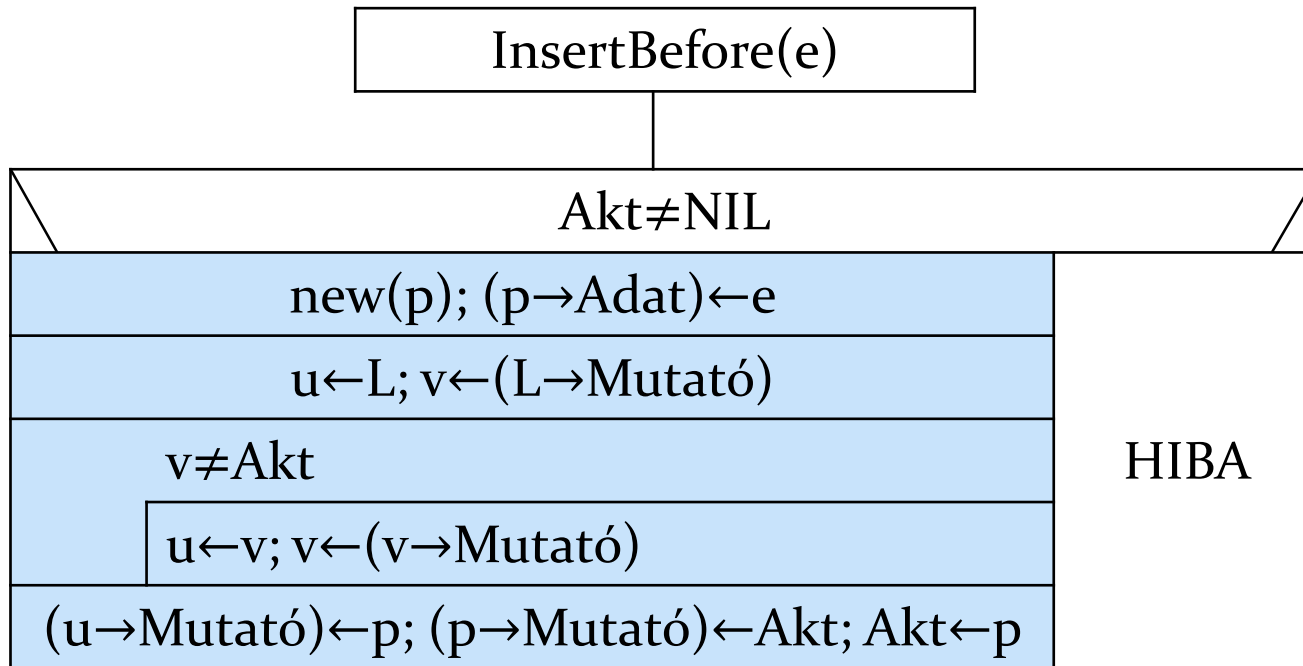 InsertBefore(e)
Akt≠NIL
new(p); (p→Adat)←e
u←L; v←(L→Mutató)
v≠Akt
HIBA
u←v; v←(v→Mutató)
(u→Mutató)←p; (p→Mutató)←Akt; Akt←p